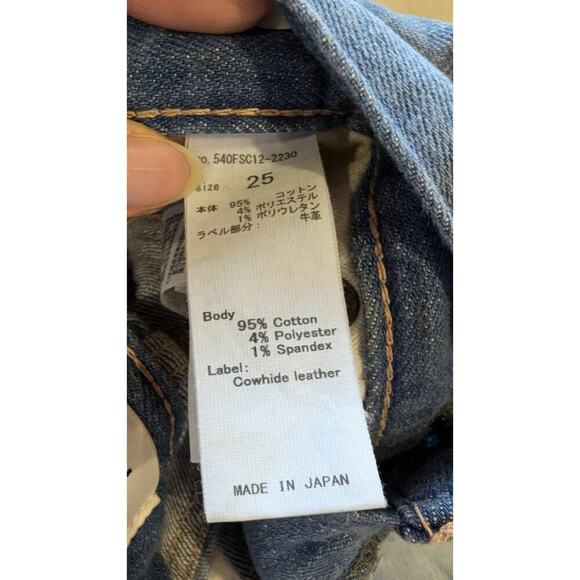 no. 540FSC12-2230
size 25
本体 95% コットン
4% ポリエステル
1% ポリウレタン
ラベル部分: 牛革
Body
95% Cotton
4% Polyester
1% Spandex
Label:
Cowhide leather
MADE IN JAPAN